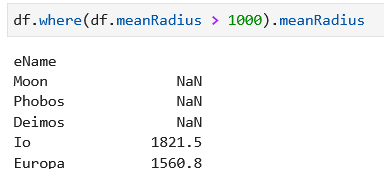 df.where(df.meanRadius > 1000).meanRadius
eName
Moon NaN
Phobos NaN
Deimos NaN
Io 1821.5
Europa 1560.8